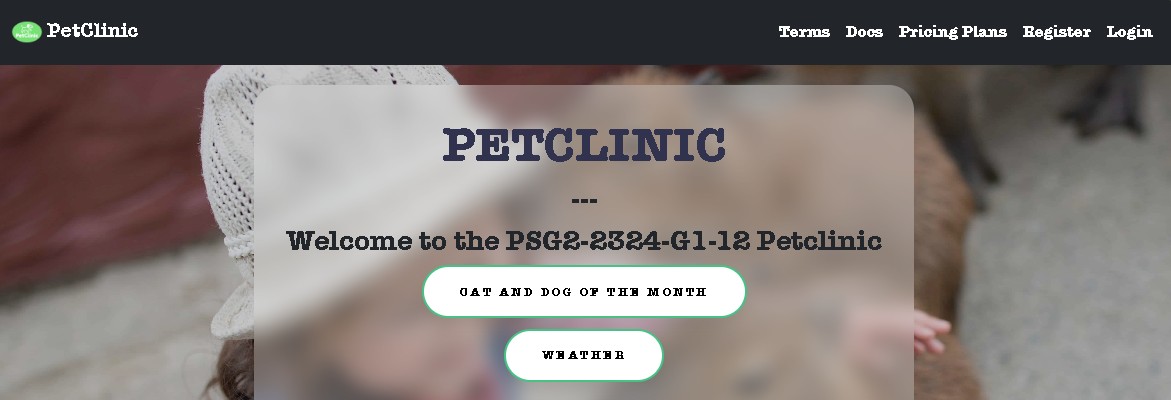 PetClinic
Terms Docs Pricing Plans Register Login
PETCLINIC
---
Welcome to the PSG2-2324-G1-12 Petclinic
CAT AND DOG OF THE MONTH
WEATHER